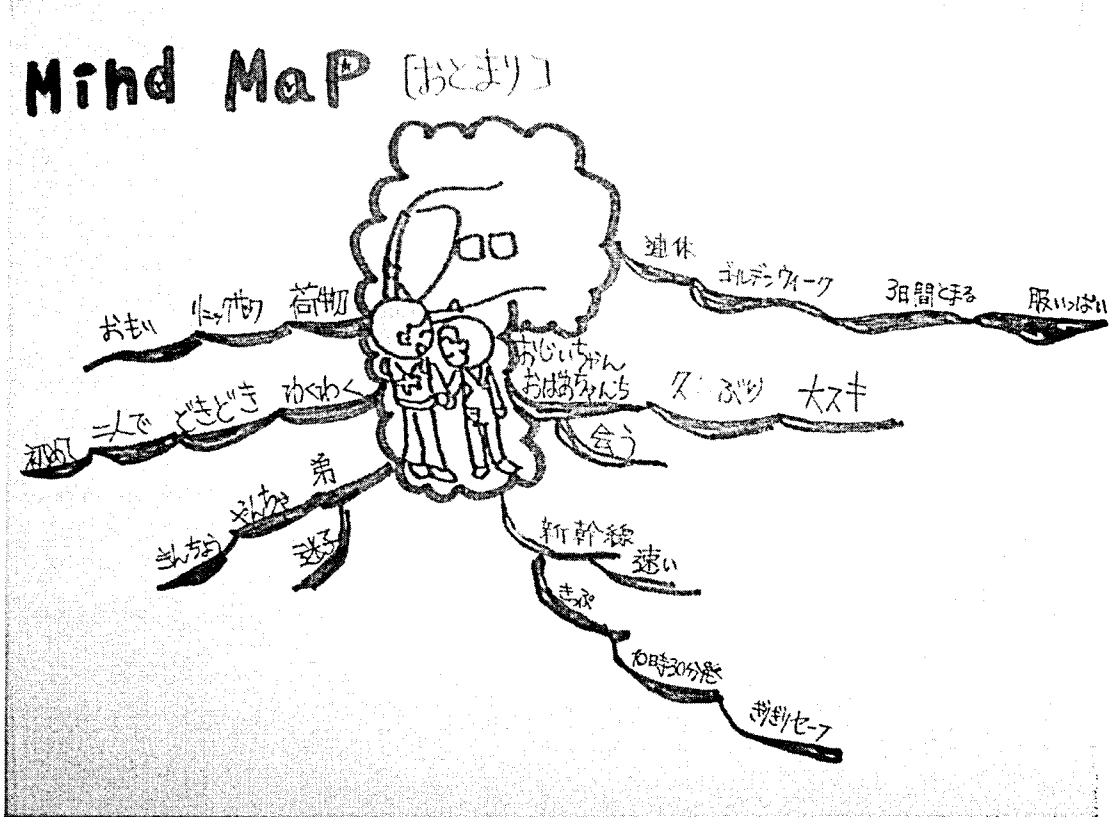 Mind Map [おとまり]
連休
ゴールデンウィーク
3日間とまる
服いっぱい
おじいちゃん
おばあちゃんち
久しぶり
大スキ
会う
新幹線
速い
きっぷ
10時30分発
ぎりぎりセーフ
弟
やんちゃ
きんちょう
迷子
わくわく
どきどき
二人で
初めて
荷物
リュックサック
おもい